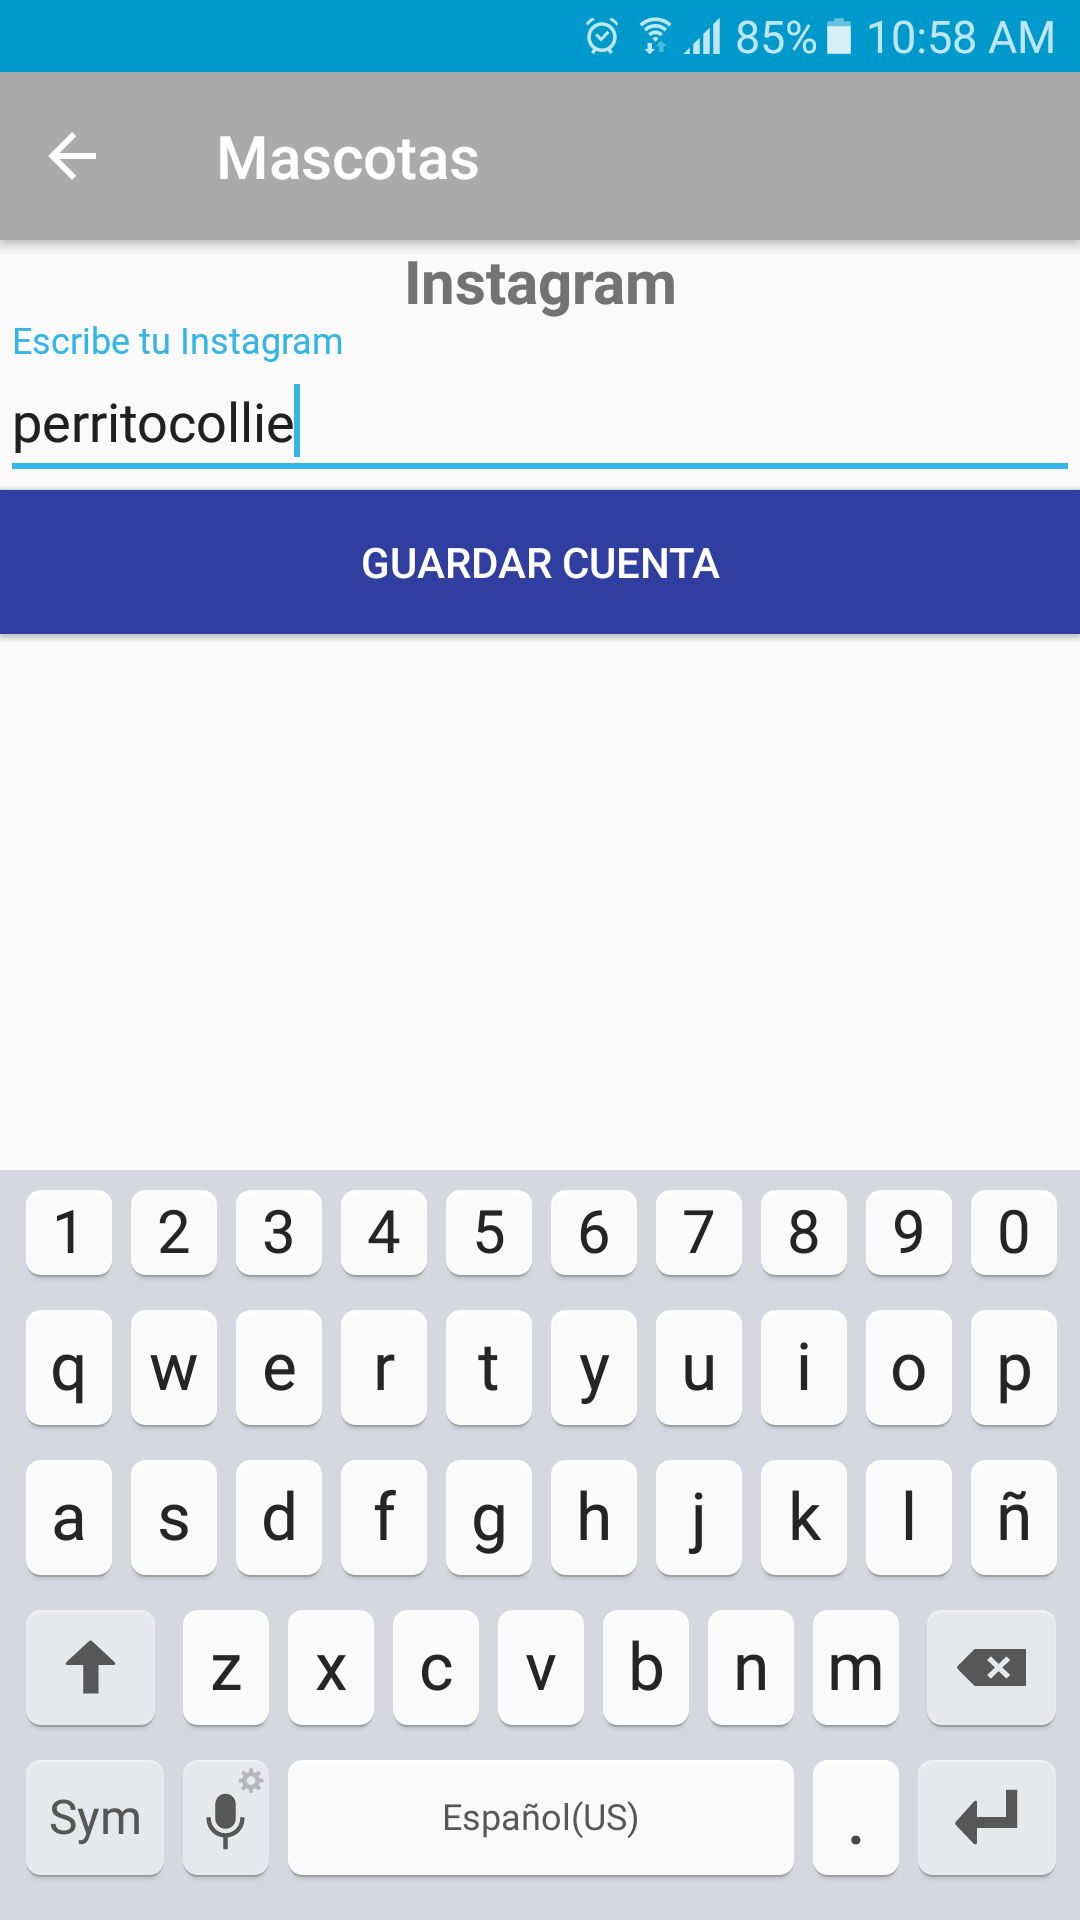 85% 10:58 AM
Mascotas
Instagram
Escribe tu Instagram
perritocollie
GUARDAR CUENTA
1 2 3 4 5 6 7 8 9 0
q w e r t y u i o p
a s d f g h j k l ñ
z x c v b n m
Sym Español(US) .